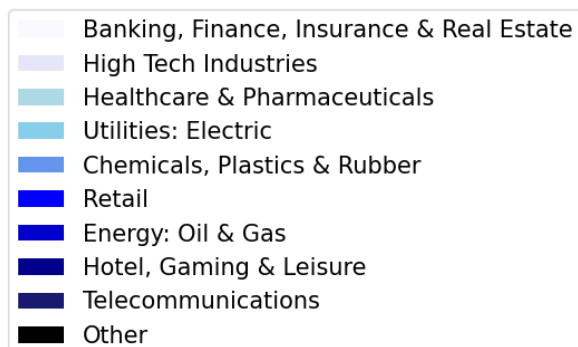 Banking, Finance, Insurance & Real Estate
High Tech Industries
Healthcare & Pharmaceuticals
Utilities: Electric
Chemicals, Plastics & Rubber
Retail
Energy: Oil & Gas
Hotel, Gaming & Leisure
Telecommunications
Other